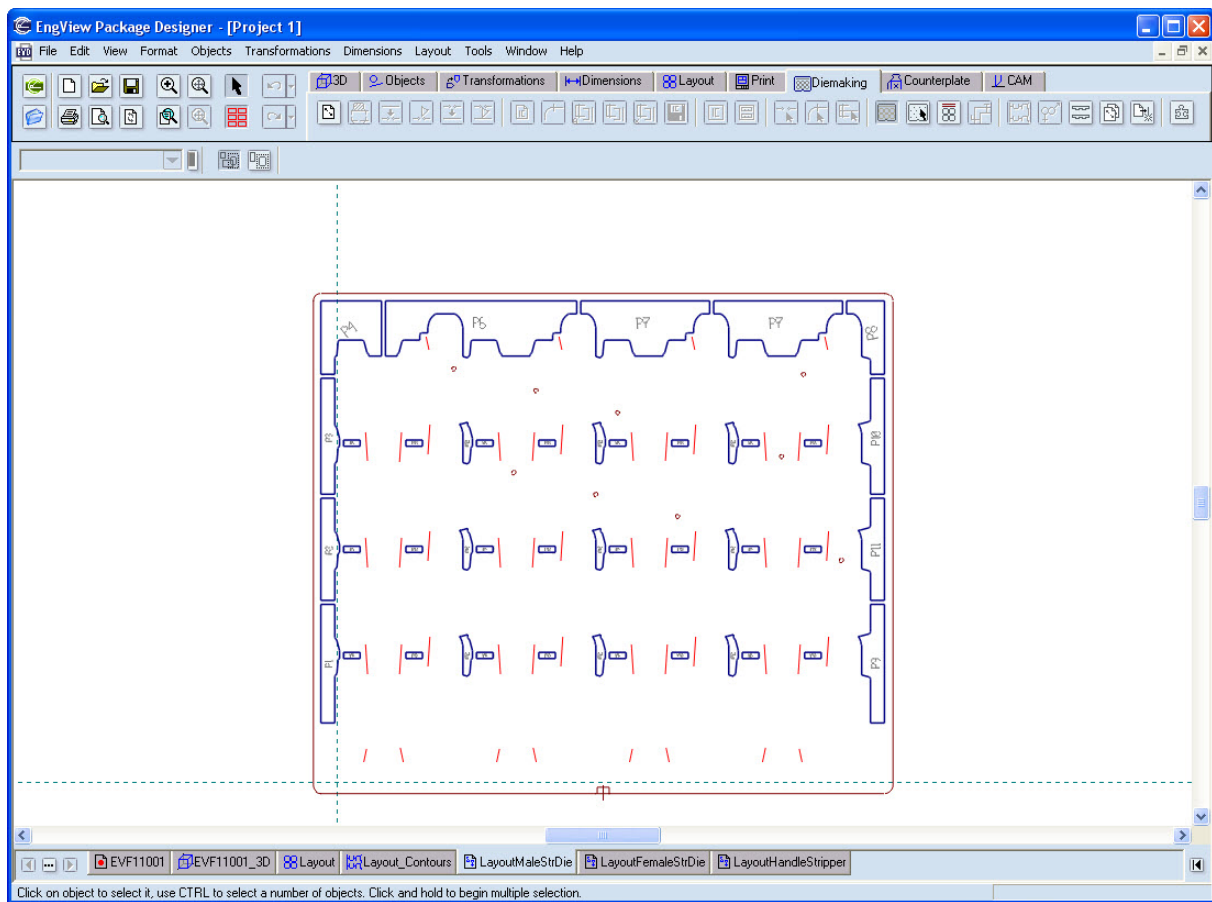 EngView Package Designer - [Project 1]
File Edit View Format Objects Transformations Dimensions Layout Tools Window Help
3D Objects Transformations Dimensions Layout Print Diemaking Counterplate CAM
P4 P5 P7 P7 P8
P3 P10
P2 P11
P1 P9
EVF11001 EVF11001_3D Layout Layout_Contours LayoutMaleStrDie LayoutFemaleStrDie LayoutHandleStripper
Click on object to select it, use CTRL to select a number of objects. Click and hold to begin multiple selection.